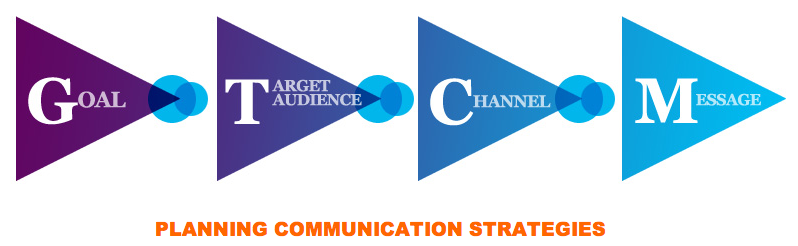 GOAL
TARGET
AUDIENCE
CHANNEL
MESSAGE
PLANNING COMMUNICATION STRATEGIES